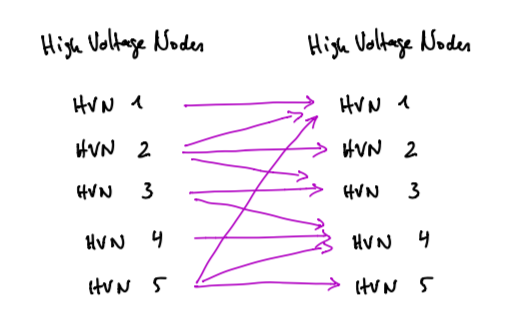 High Voltage Nodes High Voltage Nodes
HVN 1 HVN 1
HVN 2 HVN 2
HVN 3 HVN 3
HVN 4 HVN 4
HVN 5 HVN 5